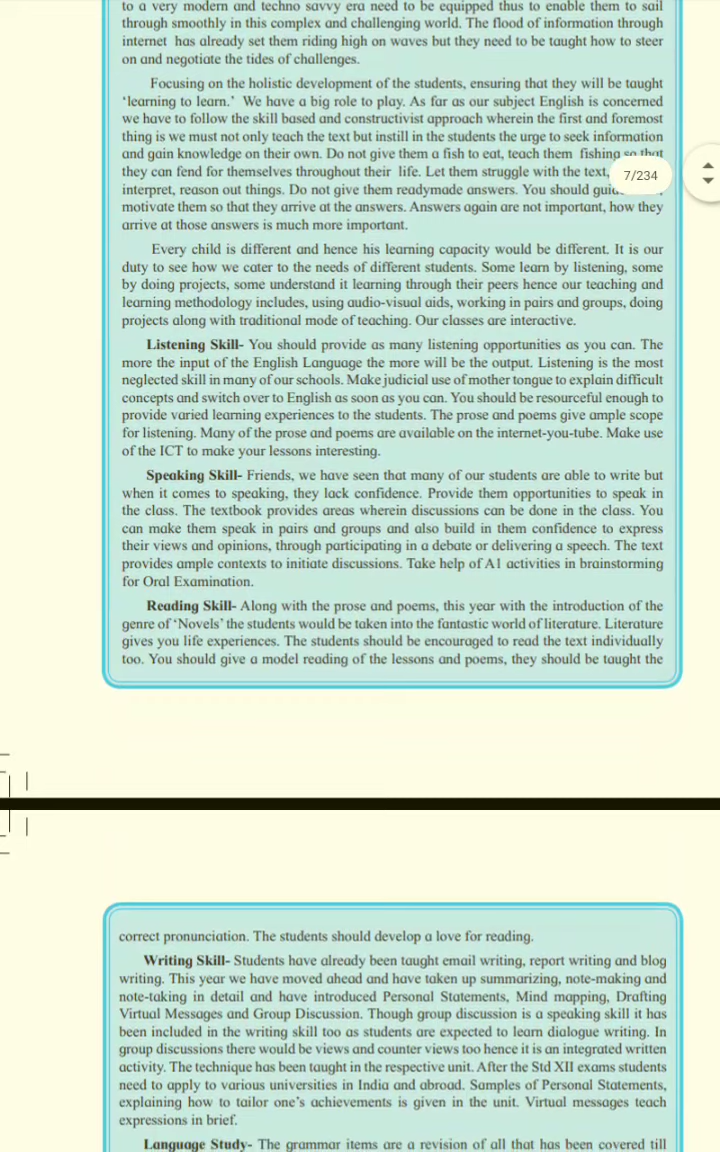 to a very modern and techno savvy era need to be equipped thus to enable them to sail
through smoothly in this complex and challenging world. The flood of information through
internet has already set them riding high on waves but they need to be taught how to steer
on and negotiate the tides of challenges.
Focusing on the holistic development of the students, ensuring that they will be taught
‘learning to learn.’ We have a big role to play. As far as our subject English is concerned
we have to follow the skill based and constructivist approach wherein the first and foremost
thing is we must not only teach the text but instill in the students the urge to seek information
and gain knowledge on their own. Do not give them a fish to eat, teach them fishing so that
they can fend for themselves throughout their life. Let them struggle with the text,
7/234
interpret, reason out things. Do not give them readymade answers. You should
motivate them so that they arrive at the answers. Answers again are not important, how they
arrive at those answers is much more important.
Every child is different and hence his learning capacity would be different. It is our
duty to see how we cater to the needs of different students. Some learn by listening, some
by doing projects, some understand it learning through their peers hence our teaching and
learning methodology includes, using audio-visual aids, working in pairs and groups, doing
projects along with traditional mode of teaching. Our classes are interactive.
Listening Skill- You should provide as many listening opportunities as you can. The
more the input of the English Language the more will be the output. Listening is the most
neglected skill in many of our schools. Make judicial use of mother tongue to explain difficult
concepts and switch over to English as soon as you can. You should be resourceful enough to
provide varied learning experiences to the students. The prose and poems give ample scope
for listening. Many of the prose and poems are available on the internet-you-tube. Make use
of the ICT to make your lessons interesting.
Speaking Skill- Friends, we have seen that many of our students are able to write but
when it comes to speaking, they lack confidence. Provide them opportunities to speak in
the class. The textbook provides areas wherein discussions can be done in the class. You
can make them speak in pairs and groups and also build in them confidence to express
their views and opinions, through participating in a debate or delivering a speech. The text
provides ample contexts to initiate discussions. Take help of A1 activities in brainstorming
for Oral Examination.
Reading Skill- Along with the prose and poems, this year with the introduction of the
genre of ‘Novels’ the students would be taken into the fantastic world of literature. Literature
gives you life experiences. The students should be encouraged to read the text individually
too. You should give a model reading of the lessons and poems, they should be taught the
correct pronunciation. The students should develop a love for reading.
Writing Skill- Students have already been taught email writing, report writing and blog
writing. This year we have moved ahead and have taken up summarizing, note-making and
note-taking in detail and have introduced Personal Statements, Mind mapping, Drafting
Virtual Messages and Group Discussion. Though group discussion is a speaking skill it has
been included in the writing skill too as students are expected to learn dialogue writing. In
group discussions there would be views and counter views too hence it is an integrated written
activity. The technique has been taught in the respective unit. After the Std XII exams students
need to apply to various universities in India and abroad. Samples of Personal Statements,
explaining how to tailor one’s achievements is given in the unit. Virtual messages teach
expressions in brief.
Language Study- The grammar items are a revision of all that has been covered till